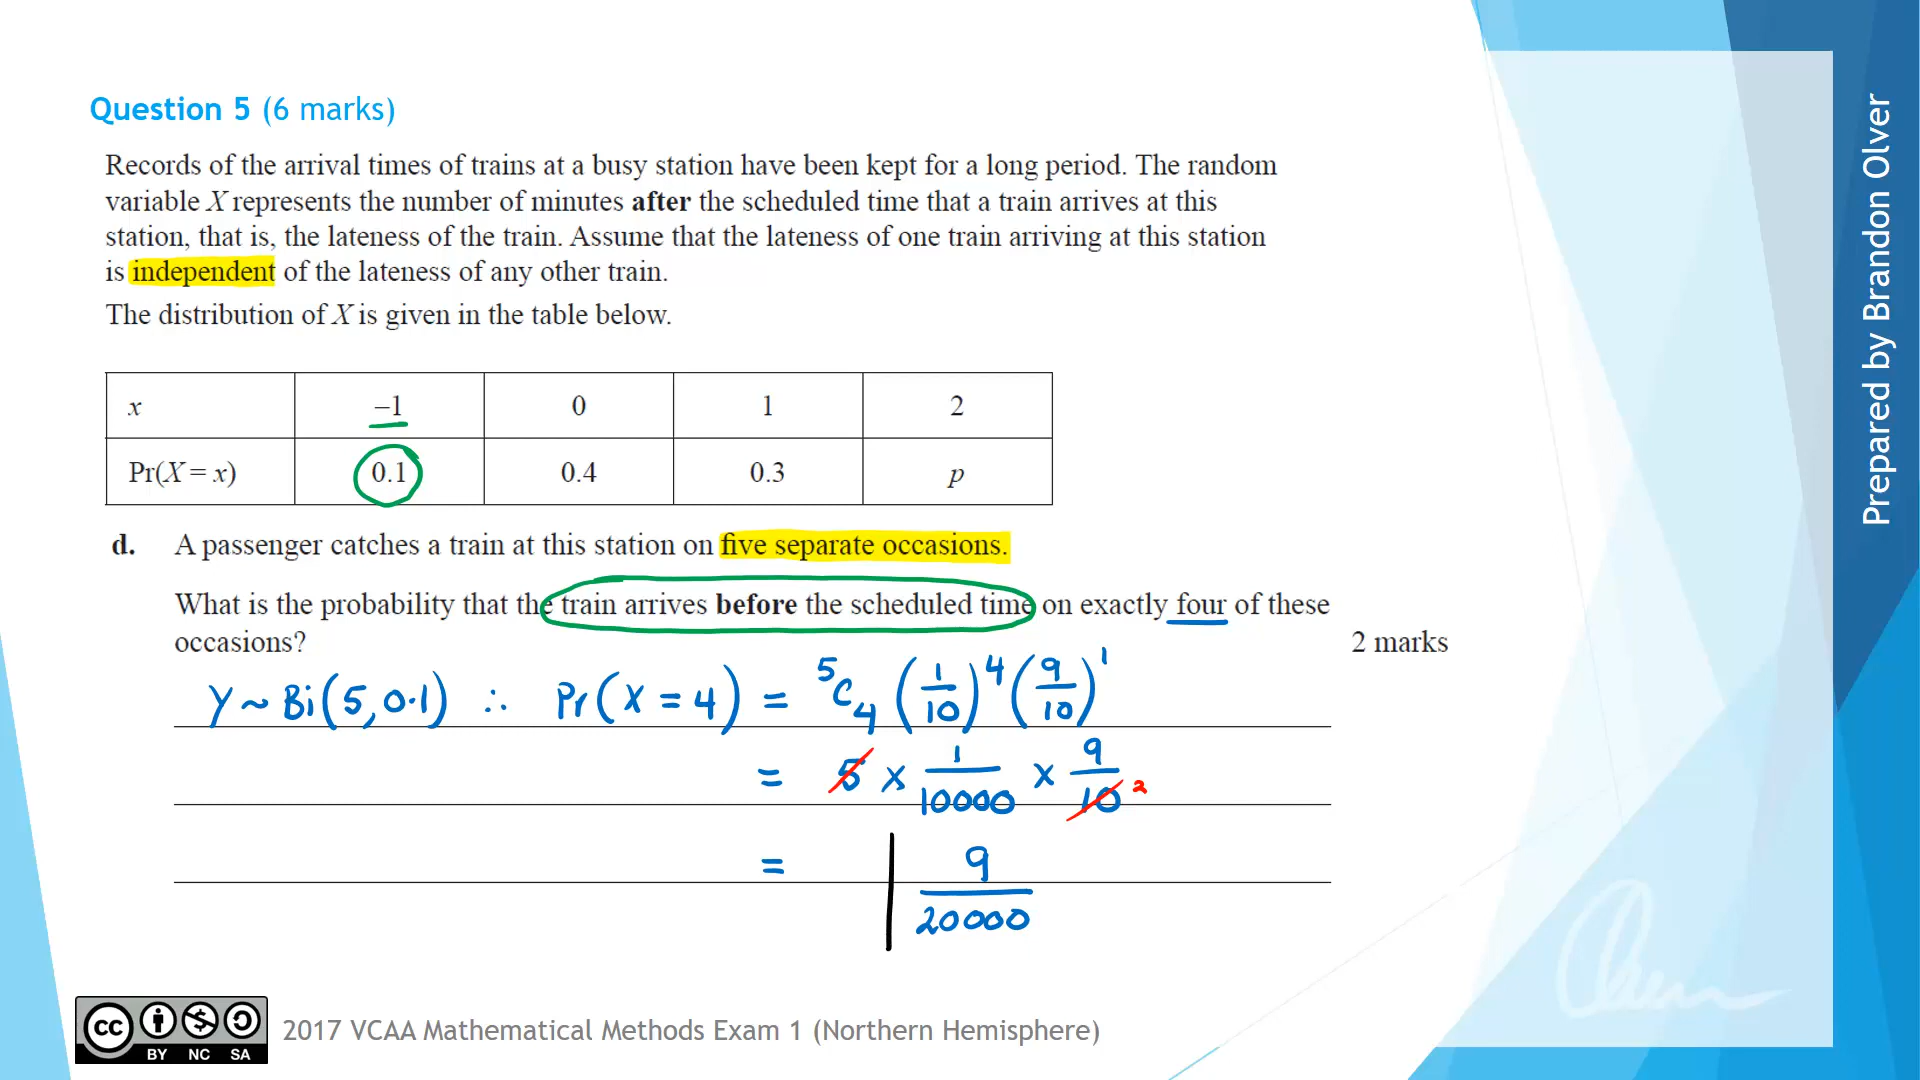 Question 5 (6 marks)
Records of the arrival times of trains at a busy station have been kept for a long period. The random
variable X represents the number of minutes after the scheduled time that a train arrives at this
station, that is, the lateness of the train. Assume that the lateness of one train arriving at this station
is independent of the lateness of any other train.
The distribution of X is given in the table below.
x –1 0 1 2
Pr(X = x) 0.1 0.4 0.3 p
d. A passenger catches a train at this station on five separate occasions.
What is the probability that the train arrives before the scheduled time on exactly four of these
occasions?
2 marks
Y ~ Bi(5, 0·1) ∴ Pr(X = 4) = ⁵C₄ (1/10)⁴ (9/10)¹
= 5 × 1/10000 × 9/10 2
= 9/20000
CC BY NC SA
2017 VCAA Mathematical Methods Exam 1 (Northern Hemisphere)
Prepared by Brandon Olver